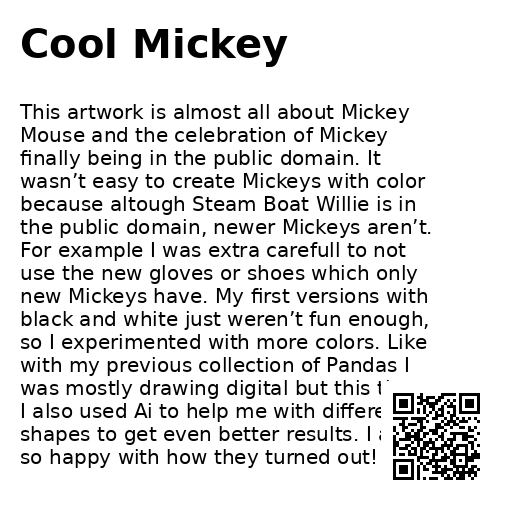 Cool Mickey
This artwork is almost all about Mickey
Mouse and the celebration of Mickey
finally being in the public domain. It
wasn’t easy to create Mickeys with color
because altough Steam Boat Willie is in
the public domain, newer Mickeys aren’t.
For example I was extra carefull to not
use the new gloves or shoes which only
new Mickeys have. My first versions with
black and white just weren’t fun enough,
so I experimented with more colors. Like
with my previous collection of Pandas I
was mostly drawing digital but this
I also used Ai to help me with
shapes to get even better results. I
so happy with how they turned out!